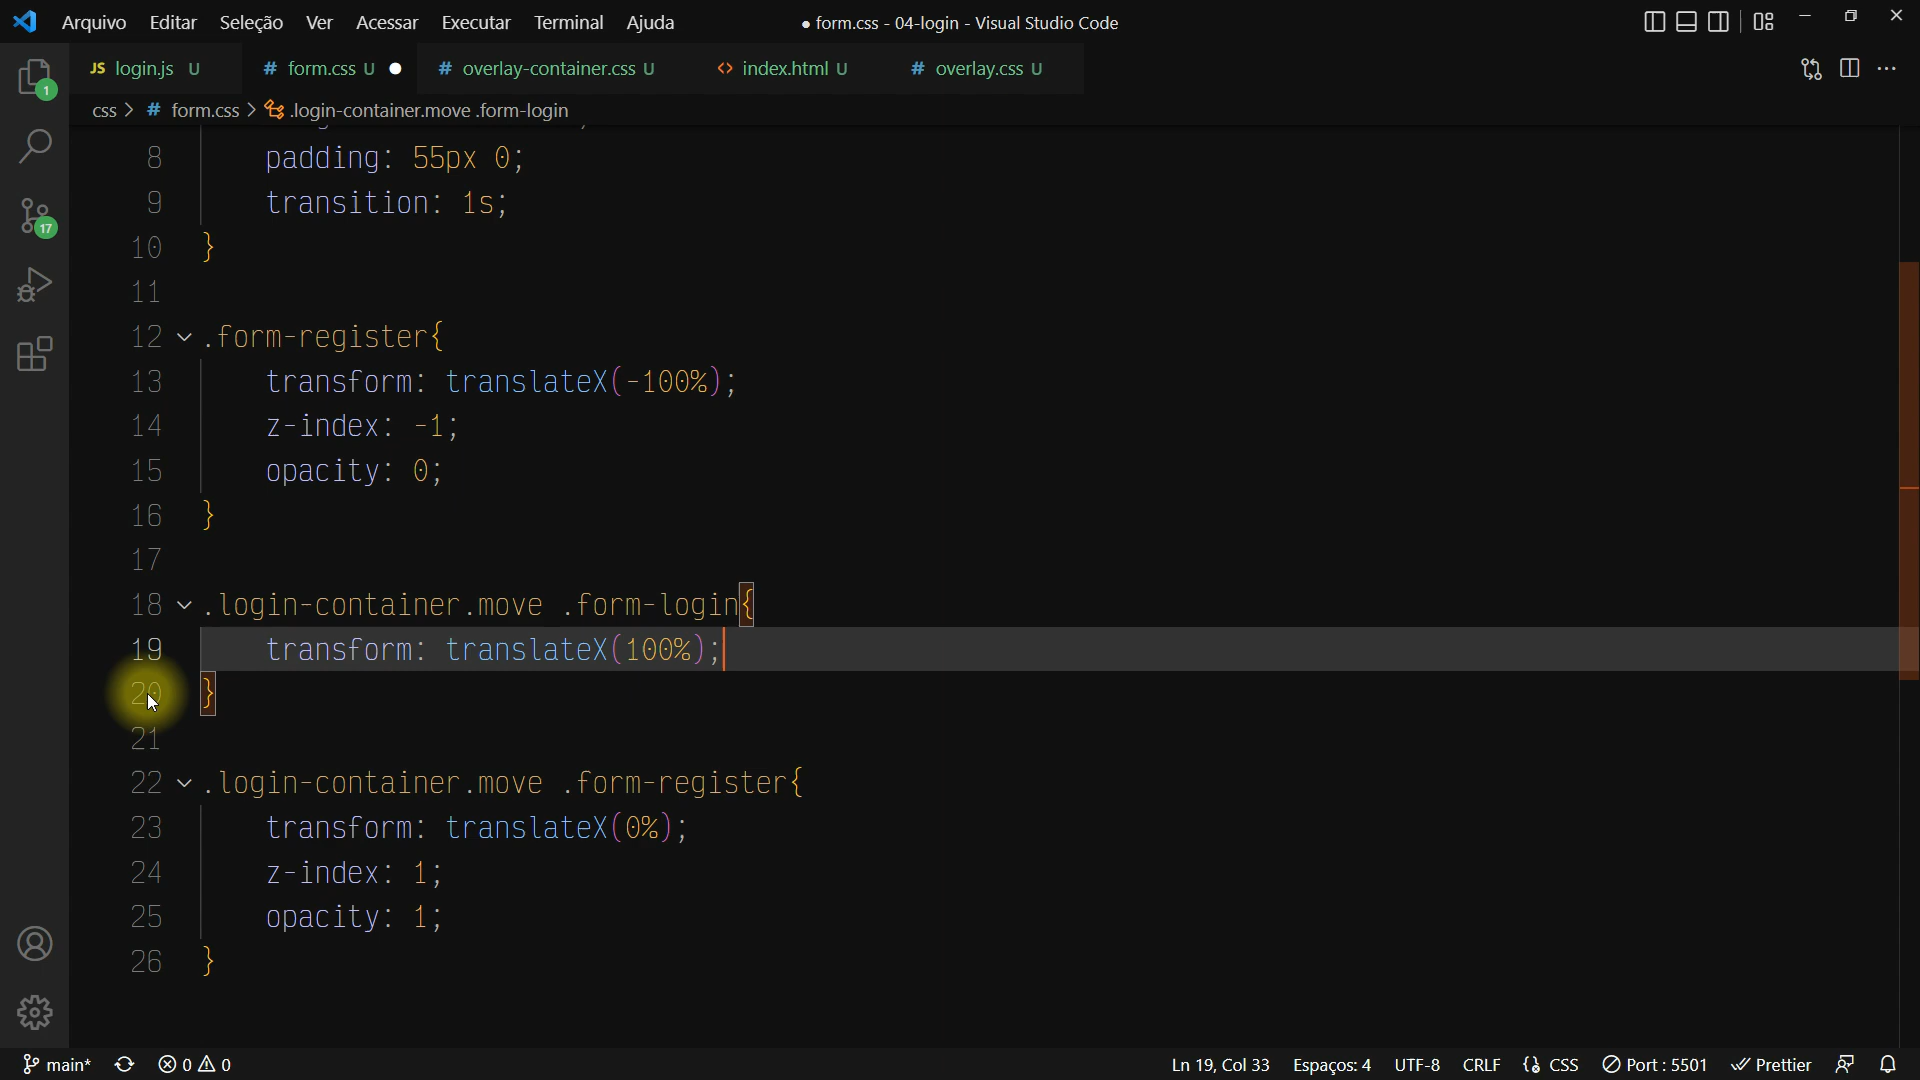 Arquivo Editar Seleção Ver Acessar Executar Terminal Ajuda ● form.css - 04-login - Visual Studio Code
JS login.js U # form.css U ● # overlay-container.css U <> index.html U # overlay.css U
css > # form.css > .login-container.move .form-login
8 padding: 55px 0;
9 transition: 1s;
10 }
11
12 .form-register{
13 transform: translateX(-100%);
14 z-index: -1;
15 opacity: 0;
16 }
17
18 .login-container.move .form-login{
19 transform: translateX(100%);
20 }
21
22 .login-container.move .form-register{
23 transform: translateX(0%);
24 z-index: 1;
25 opacity: 1;
26 }
1
17
main* 0 0 Ln 19, Col 33 Espaços: 4 UTF-8 CRLF {} CSS Port : 5501 Prettier